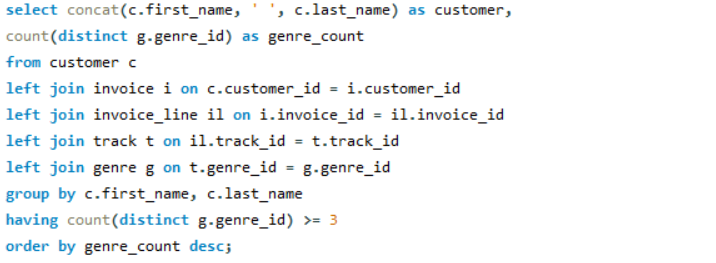 select concat(c.first_name, ' ', c.last_name) as customer,
count(distinct g.genre_id) as genre_count
from customer c
left join invoice i on c.customer_id = i.customer_id
left join invoice_line il on i.invoice_id = il.invoice_id
left join track t on il.track_id = t.track_id
left join genre g on t.genre_id = g.genre_id
group by c.first_name, c.last_name
having count(distinct g.genre_id) >= 3
order by genre_count desc;